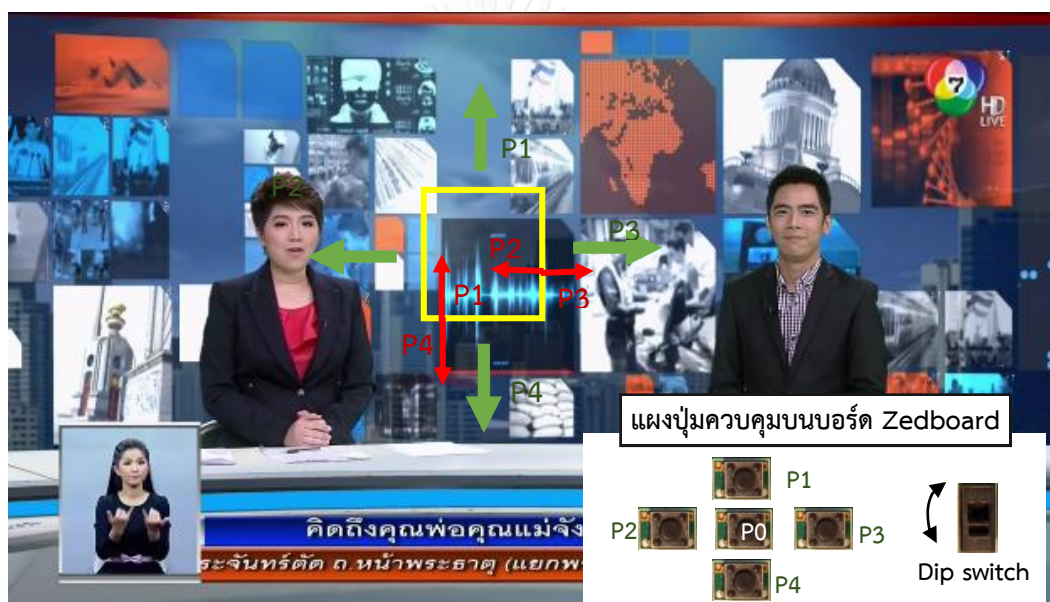 7
HD
LIVE
P1
P2
P3
P2
P1
P3
P4
P4
แผงปุ่มควบคุมบนบอร์ด Zedboard
P1
P2
P0
P3
P4
Dip switch
คิดถึงคุณพ่อคุณแม่จัง
ระจันทร์ตัด ถ.หน้าพระธาตุ (แยกพ